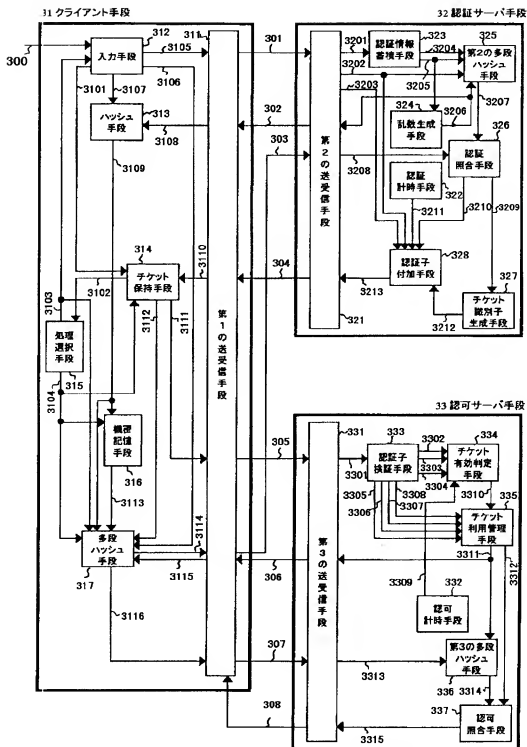 31 クライアント手段
311
312
300
入力手段
3105
3106
3101
3107
313
ハッシュ
手段
3108
3109
314
3110
3103
3102
チケット
保持手段
3112
3111
処理
選択
手段
315
3104
機密
記憶
手段
316
3113
3114
多段
ハッシュ
手段
3115
317
3116
第1の送受信手段
301
302
303
304
305
306
307
308
32 認証サーバ手段
323
325
3201
認証情報
蓄積手段
3204
3202
3203
3205
第2の多段
ハッシュ
手段
324
3206
3207
乱数生成
手段
326
3208
認証
照合手段
認証
計時手段
322
3211
3210
3209
328
認証子
付加手段
327
3213
チケット
識別子
生成手段
3212
第2の送受信手段
321
33 認可サーバ手段
331
333
3302
334
3301
認証子
検証手段
3303
3304
チケット
有効判定
手段
3305
3306
3308
3307
3310
335
チケット
利用管理
手段
3311
3312
3309
332
認可
計時手段
第3の多段
ハッシュ
手段
3313
336
3314
337
認可
照合手段
3315
第3の送受信手段